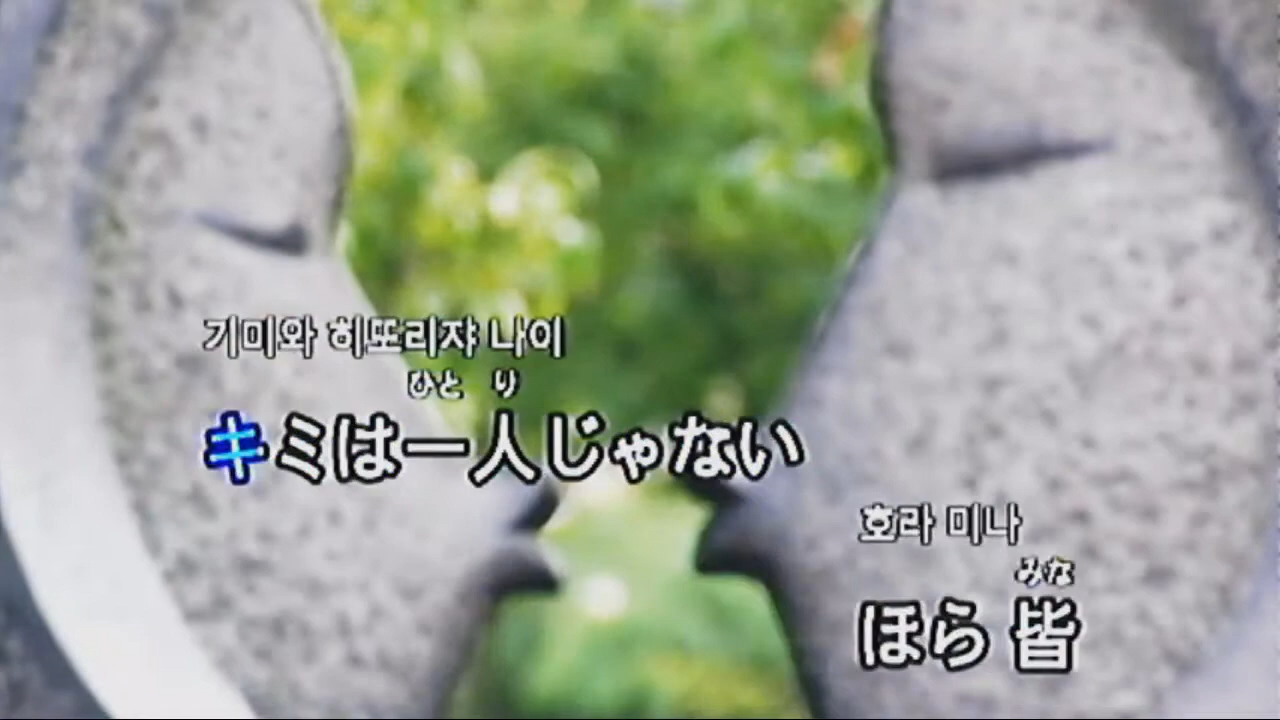 기미와 히또리쟈 나이
ひと り
キミは一人じゃない
호라 미나
みな
ほら 皆